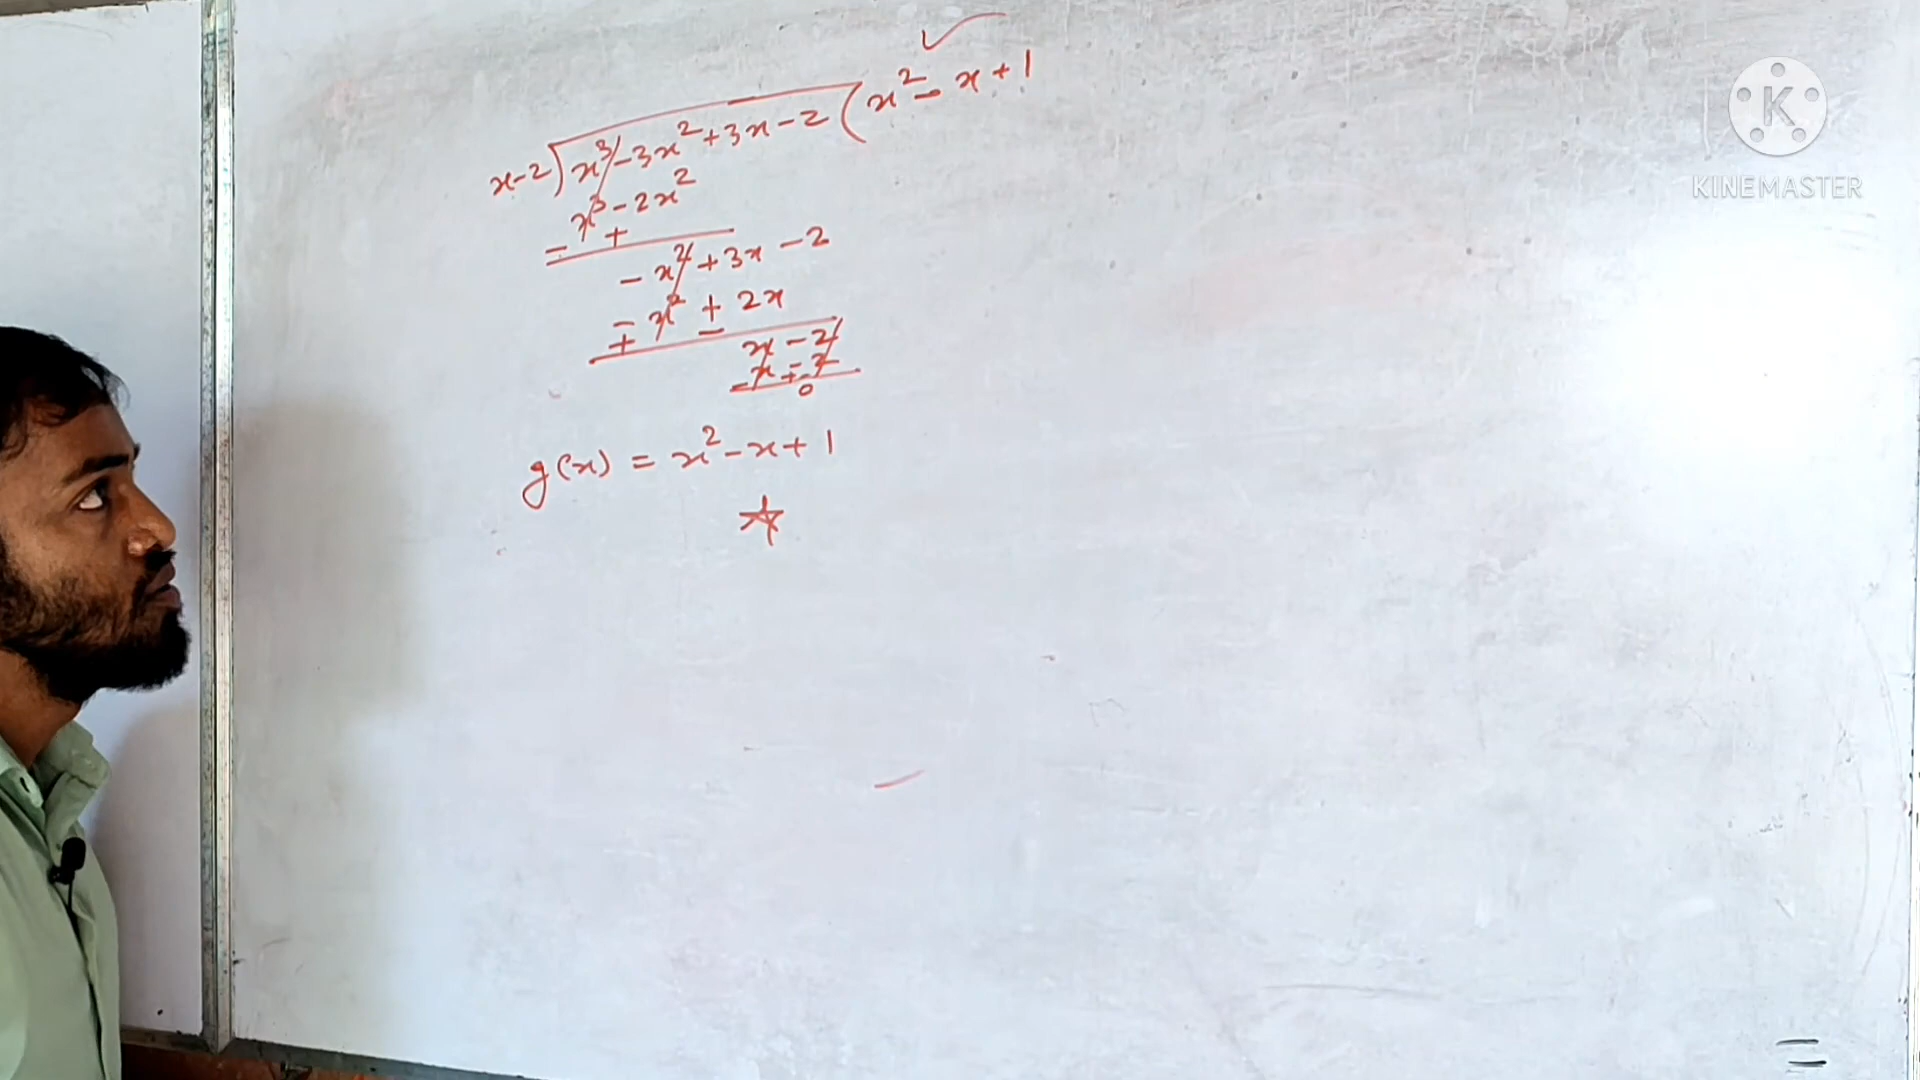 x-2)x³-3x²+3x-2(x²-x+1
x³-2x²
- +
-x²+3x-2
-x²+2x
+ -
x-2
x-2
- +
0
g(x) = x²-x+1
K
KINEMASTER